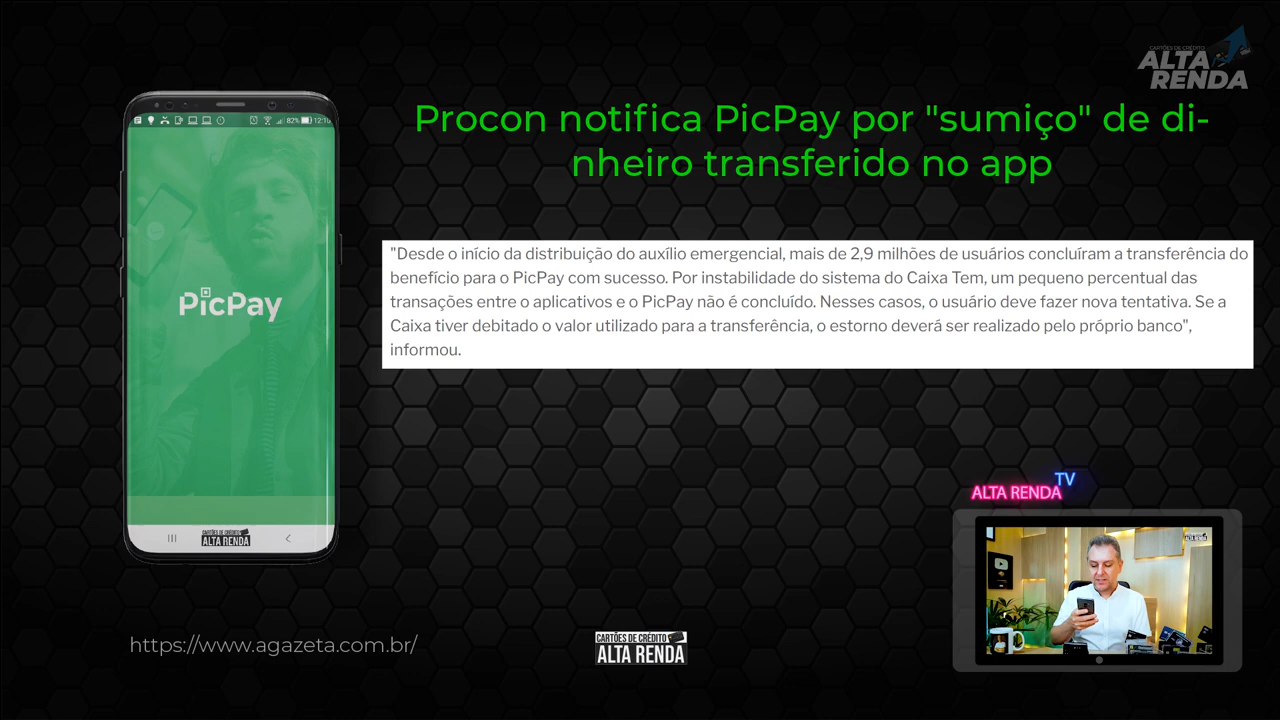 CARTÕES DE CRÉDITO
ALTA
RENDA
Procon notifica PicPay por "sumiço" de di-
nheiro transferido no app
82% 12:10
PicPay
"Desde o início da distribuição do auxílio emergencial, mais de 2,9 milhões de usuários concluíram a transferência do
benefício para o PicPay com sucesso. Por instabilidade do sistema do Caixa Tem, um pequeno percentual das
transações entre o aplicativos e o PicPay não é concluído. Nesses casos, o usuário deve fazer nova tentativa. Se a
Caixa tiver debitado o valor utilizado para a transferência, o estorno deverá ser realizado pelo próprio banco",
informou.
CARTÕES DE CRÉDITO
ALTA RENDA
ALTA RENDA TV
ALTA RENDA
https://www.agazeta.com.br/
CARTÕES DE CRÉDITO
ALTA RENDA